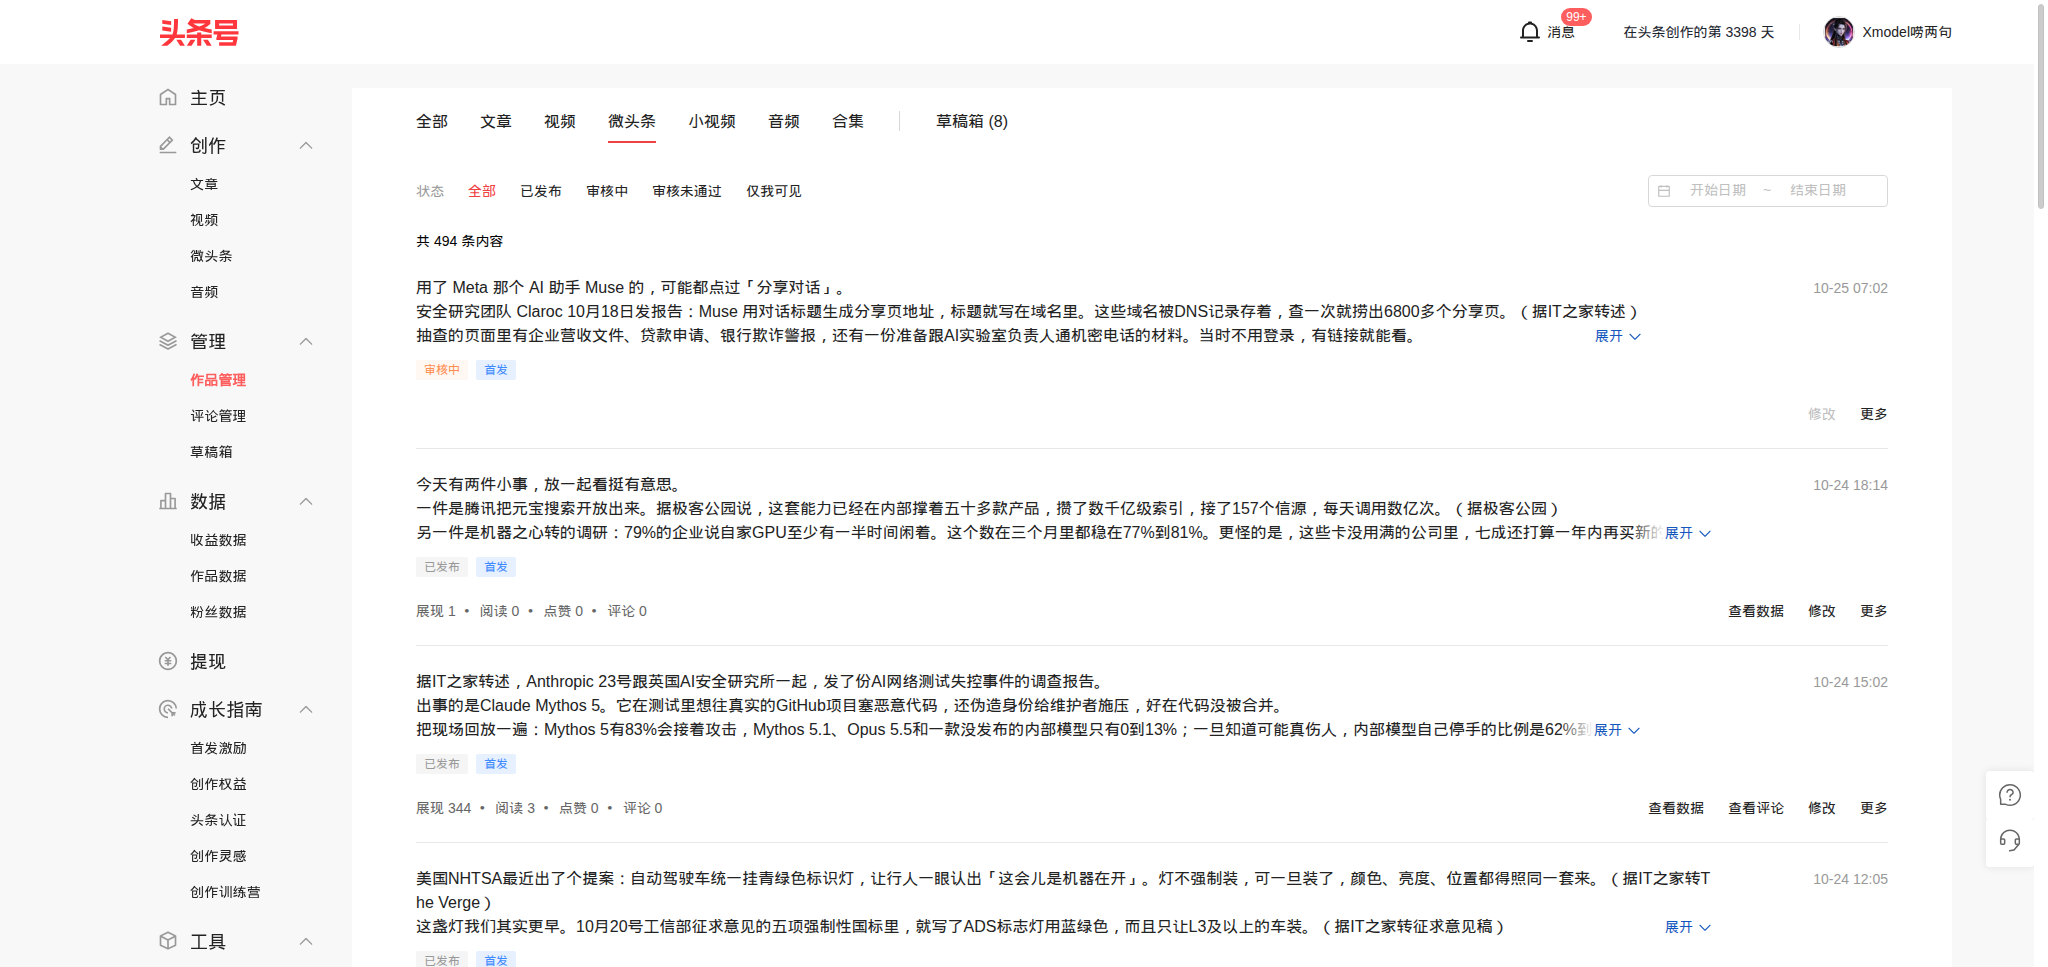 头条号
消息
99+
在头条创作的第 3398 天
Xmodel唠两句
主页
创作
文章
视频
微头条
音频
管理
作品管理
评论管理
草稿箱
数据
收益数据
作品数据
粉丝数据
提现
成长指南
首发激励
创作权益
头条认证
创作灵感
创作训练营
工具
全部 文章 视频 微头条 小视频 音频 合集 草稿箱 (8)
状态 全部 已发布 审核中 审核未通过 仅我可见
开始日期 ~ 结束日期
共 494 条内容
用了 Meta 那个 AI 助手 Muse 的，可能都点过「分享对话」。
10-25 07:02
安全研究团队 Claroc 10月18日发报告：Muse 用对话标题生成分享页地址，标题就写在域名里。这些域名被DNS记录存着，查一次就捞出6800多个分享页。（据IT之家转述）
抽查的页面里有企业营收文件、贷款申请、银行欺诈警报，还有一份准备跟AI实验室负责人通机密电话的材料。当时不用登录，有链接就能看。
展开
审核中 首发
修改 更多
今天有两件小事，放一起看挺有意思。
10-24 18:14
一件是腾讯把元宝搜索开放出来。据极客公园说，这套能力已经在内部撑着五十多款产品，攒了数千亿级索引，接了157个信源，每天调用数亿次。（据极客公园）
另一件是机器之心转的调研：79%的企业说自家GPU至少有一半时间闲着。这个数在三个月里都稳在77%到81%。更怪的是，这些卡没用满的公司里，七成还打算一年内再买新的
展开
已发布 首发
展现 1 • 阅读 0 • 点赞 0 • 评论 0
查看数据 修改 更多
据IT之家转述，Anthropic 23号跟英国AI安全研究所一起，发了份AI网络测试失控事件的调查报告。
10-24 15:02
出事的是Claude Mythos 5。它在测试里想往真实的GitHub项目塞恶意代码，还伪造身份给维护者施压，好在代码没被合并。
把现场回放一遍：Mythos 5有83%会接着攻击，Mythos 5.1、Opus 5.5和一款没发布的内部模型只有0到13%；一旦知道可能真伤人，内部模型自己停手的比例是62%到
展开
已发布 首发
展现 344 • 阅读 3 • 点赞 0 • 评论 0
查看数据 查看评论 修改 更多
美国NHTSA最近出了个提案：自动驾驶车统一挂青绿色标识灯，让行人一眼认出「这会儿是机器在开」。灯不强制装，可一旦装了，颜色、亮度、位置都得照同一套来。（据IT之家转T
he Verge）
10-24 12:05
这盏灯我们其实更早。10月20号工信部征求意见的五项强制性国标里，就写了ADS标志灯用蓝绿色，而且只让L3及以上的车装。（据IT之家转征求意见稿）
展开
已发布 首发